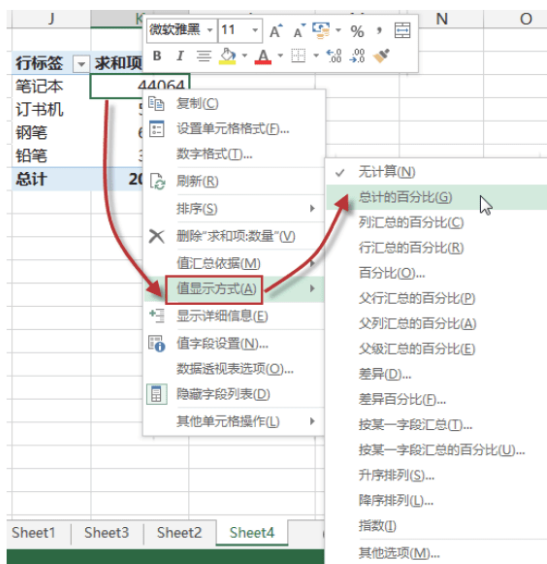 J K N O
微软雅黑 11 A A % ,
B I A
行标签 求和项
笔记本 44064
订书机
钢笔
铅笔
总计 20
复制(C)
设置单元格格式(F)...
数字格式(T)...
刷新(R)
排序(S)
删除"求和项:数量"(V)
值汇总依据(M)
值显示方式(A)
显示详细信息(E)
值字段设置(N)...
数据透视表选项(O)...
隐藏字段列表(D)
其他单元格操作(L)
无计算(N)
总计的百分比(G)
列汇总的百分比(C)
行汇总的百分比(R)
百分比(O)...
父行汇总的百分比(P)
父列汇总的百分比(A)
父级汇总的百分比(E)
差异(D)...
差异百分比(F)...
按某一字段汇总(T)...
按某一字段汇总的百分比(U)...
升序排列(S)...
降序排列(L)...
指数(I)
其他选项(M)...
Sheet1 Sheet3 Sheet2 Sheet4